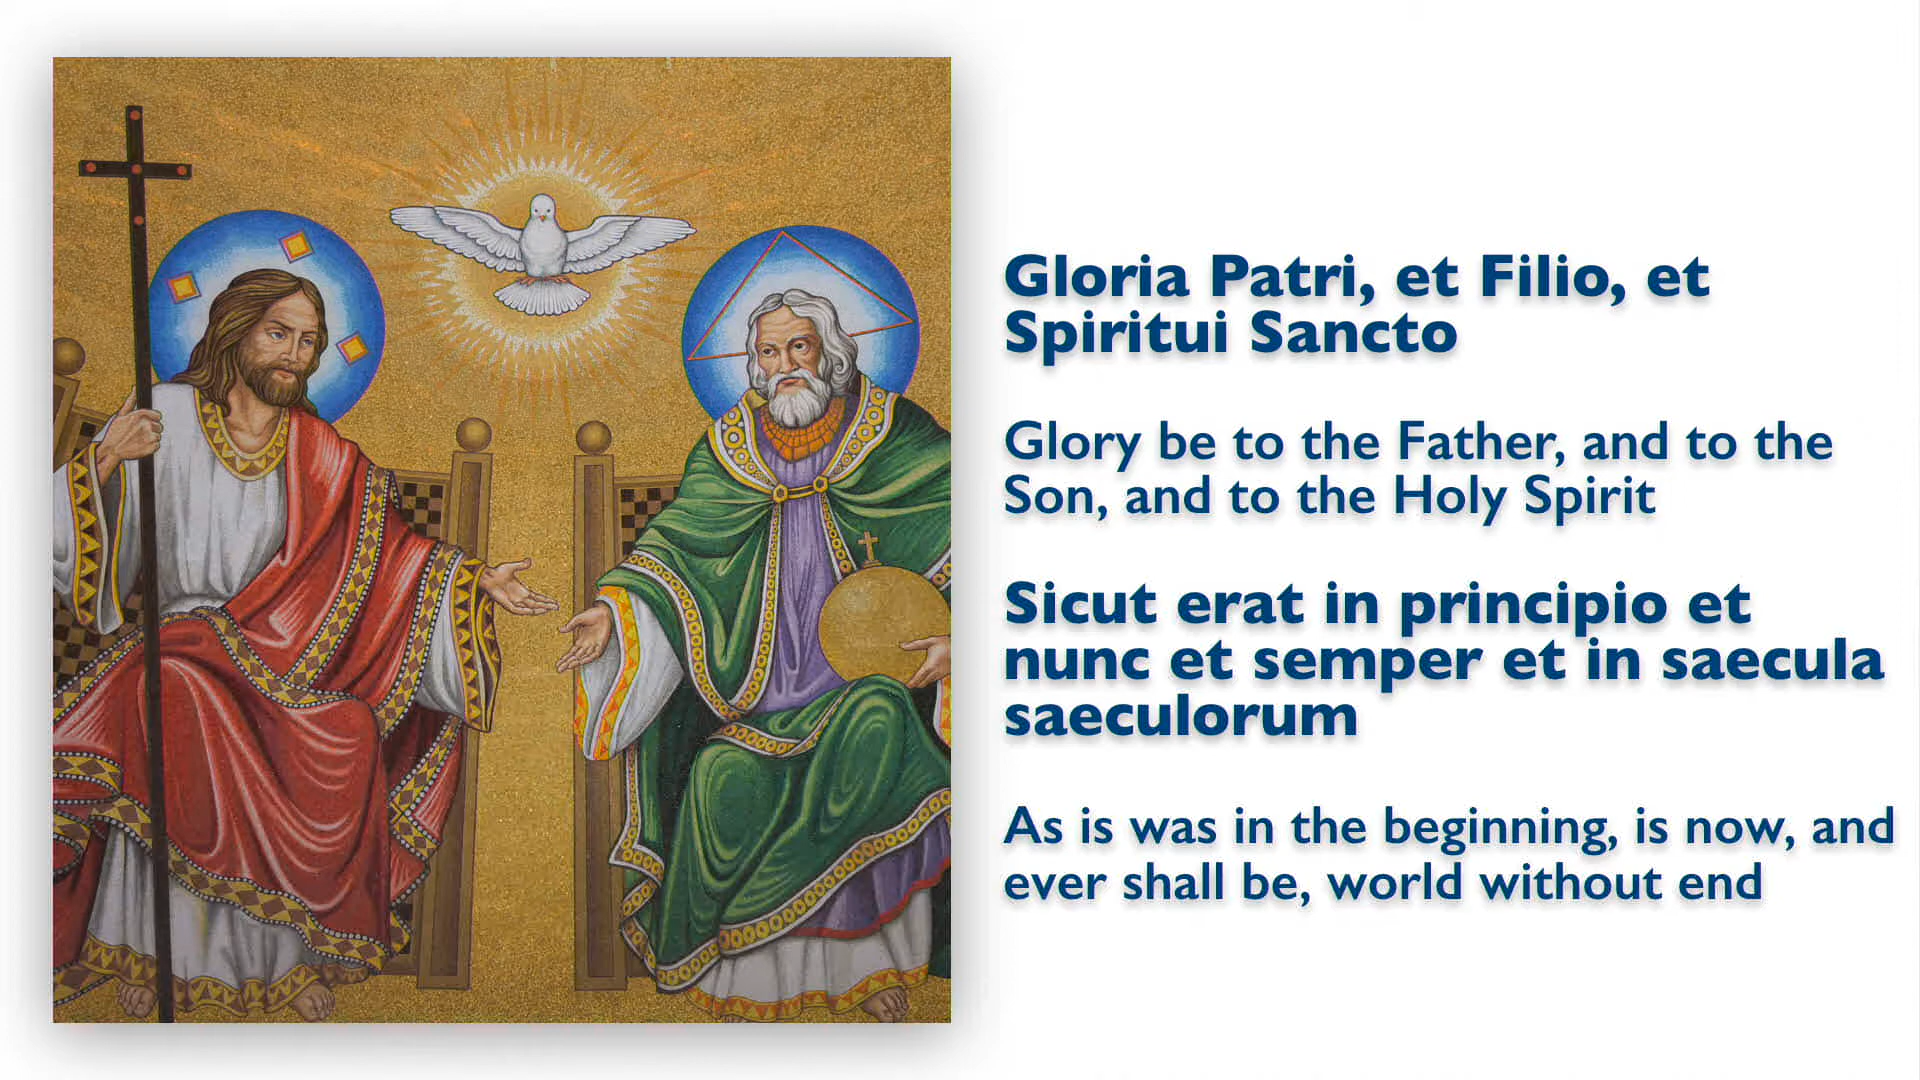 Gloria Patri, et Filio, et
Spiritui Sancto
Glory be to the Father, and to the
Son, and to the Holy Spirit
Sicut erat in principio et
nunc et semper et in saecula
saeculorum
As is was in the beginning, is now, and
ever shall be, world without end